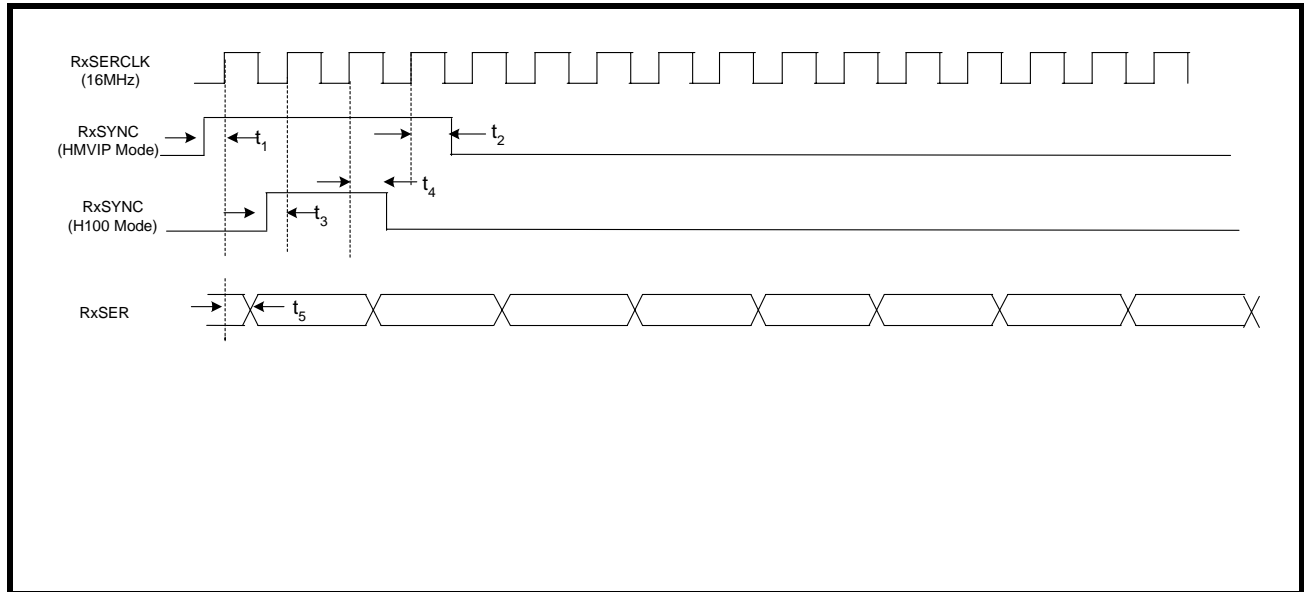 RxSERCLK
(16MHz)
RxSYNC
(HMVIP Mode)
t1
t2
RxSYNC
(H100 Mode)
t3
t4
RxSER
t5